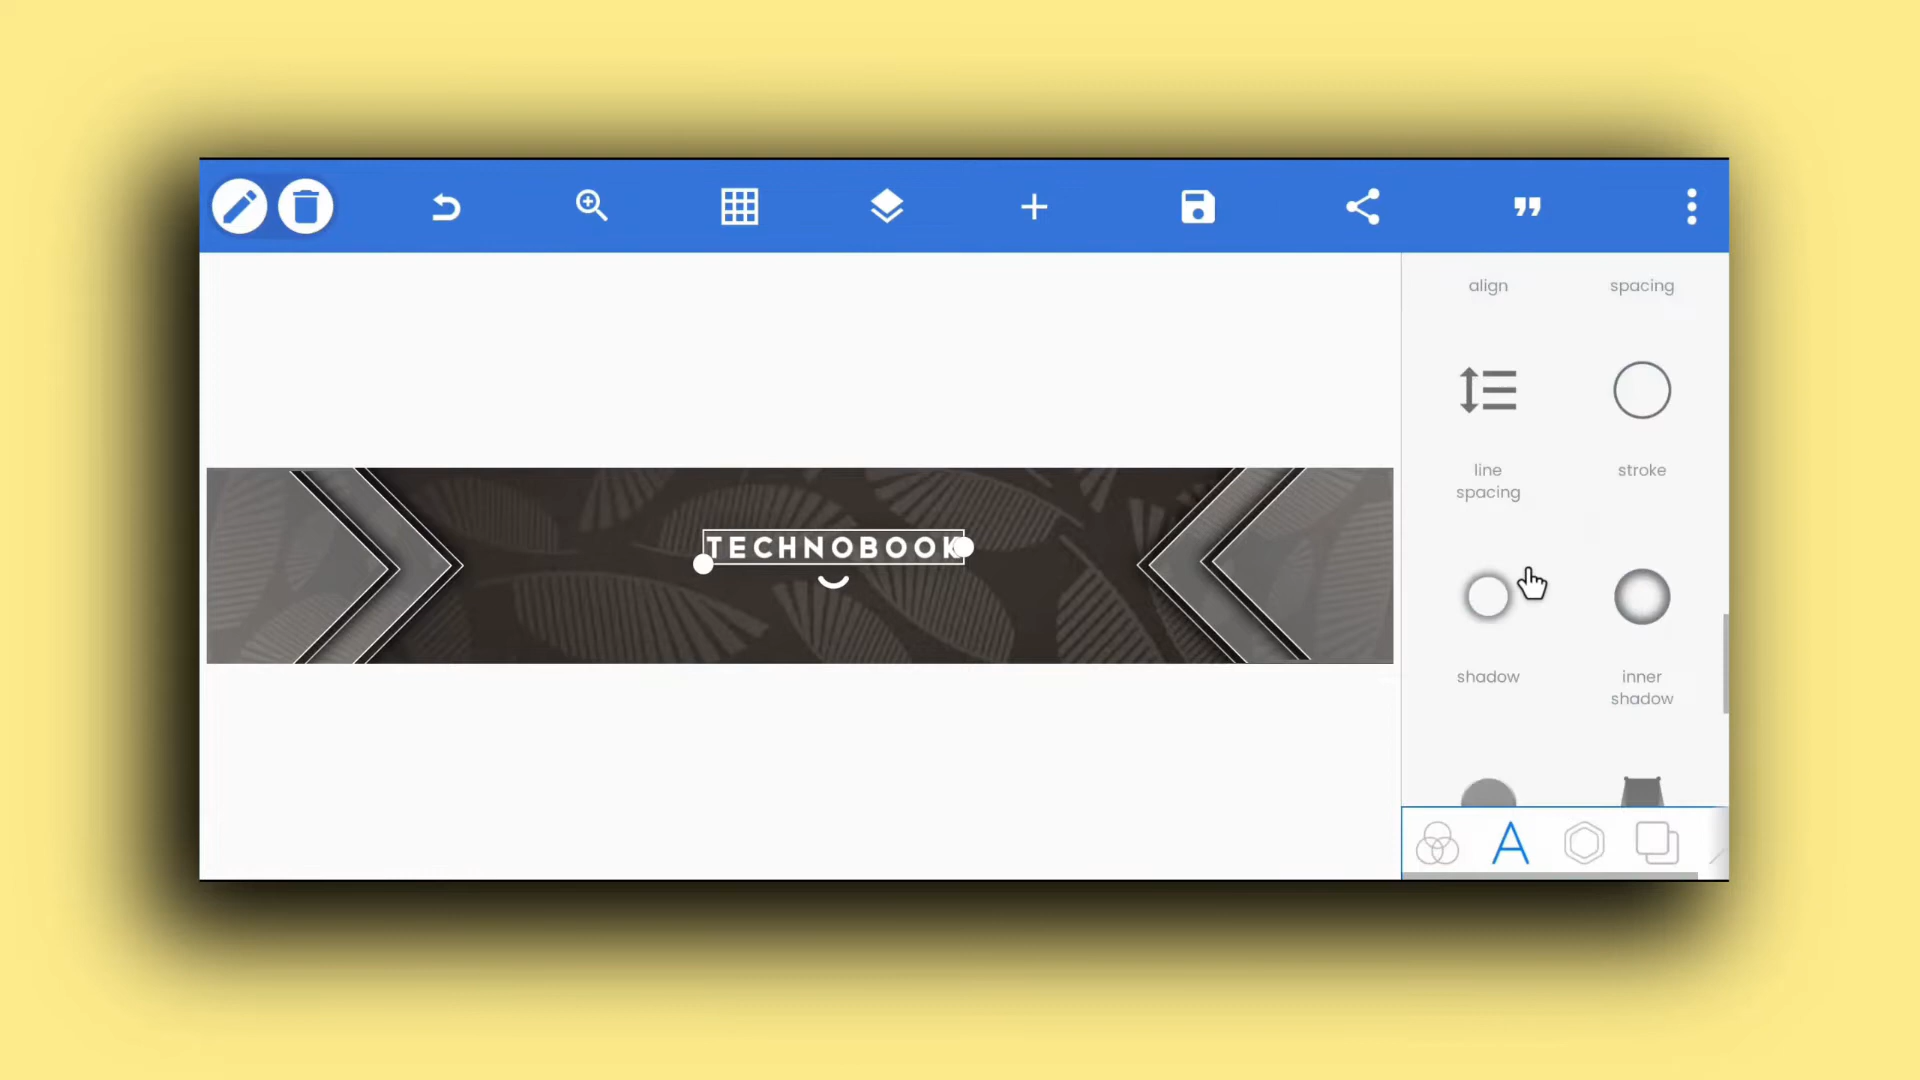 align
spacing
line
spacing
stroke
TECHNOBOOK
shadow
inner
shadow